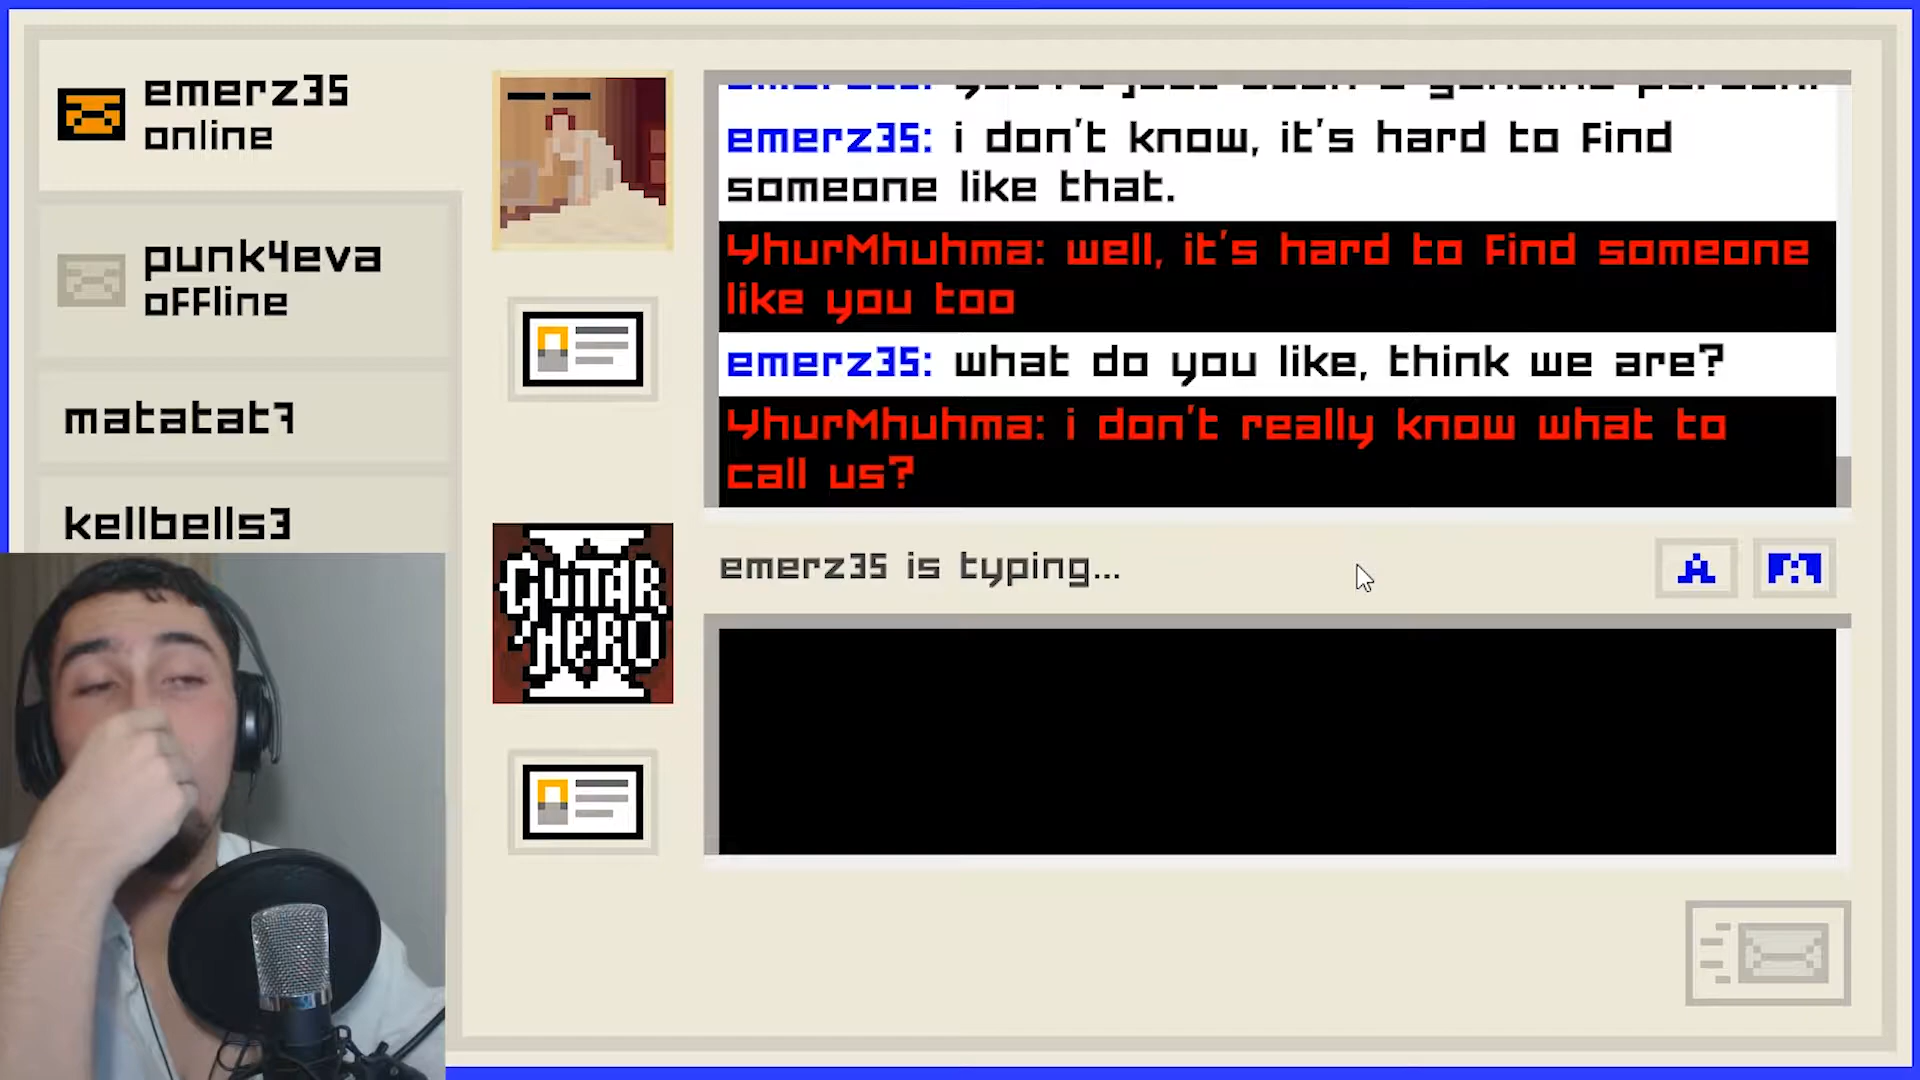 emerz35
online
punk4eva
offline
matatat7
kellbells3
emerz35: i don't know, it's hard to find
someone like that.
YhurMhuhma: well, it's hard to find someone
like you too
emerz35: what do you like, think we are?
YhurMhuhma: i don't really know what to
call us?
emerz35 is typing...
A
GUITAR
HERO